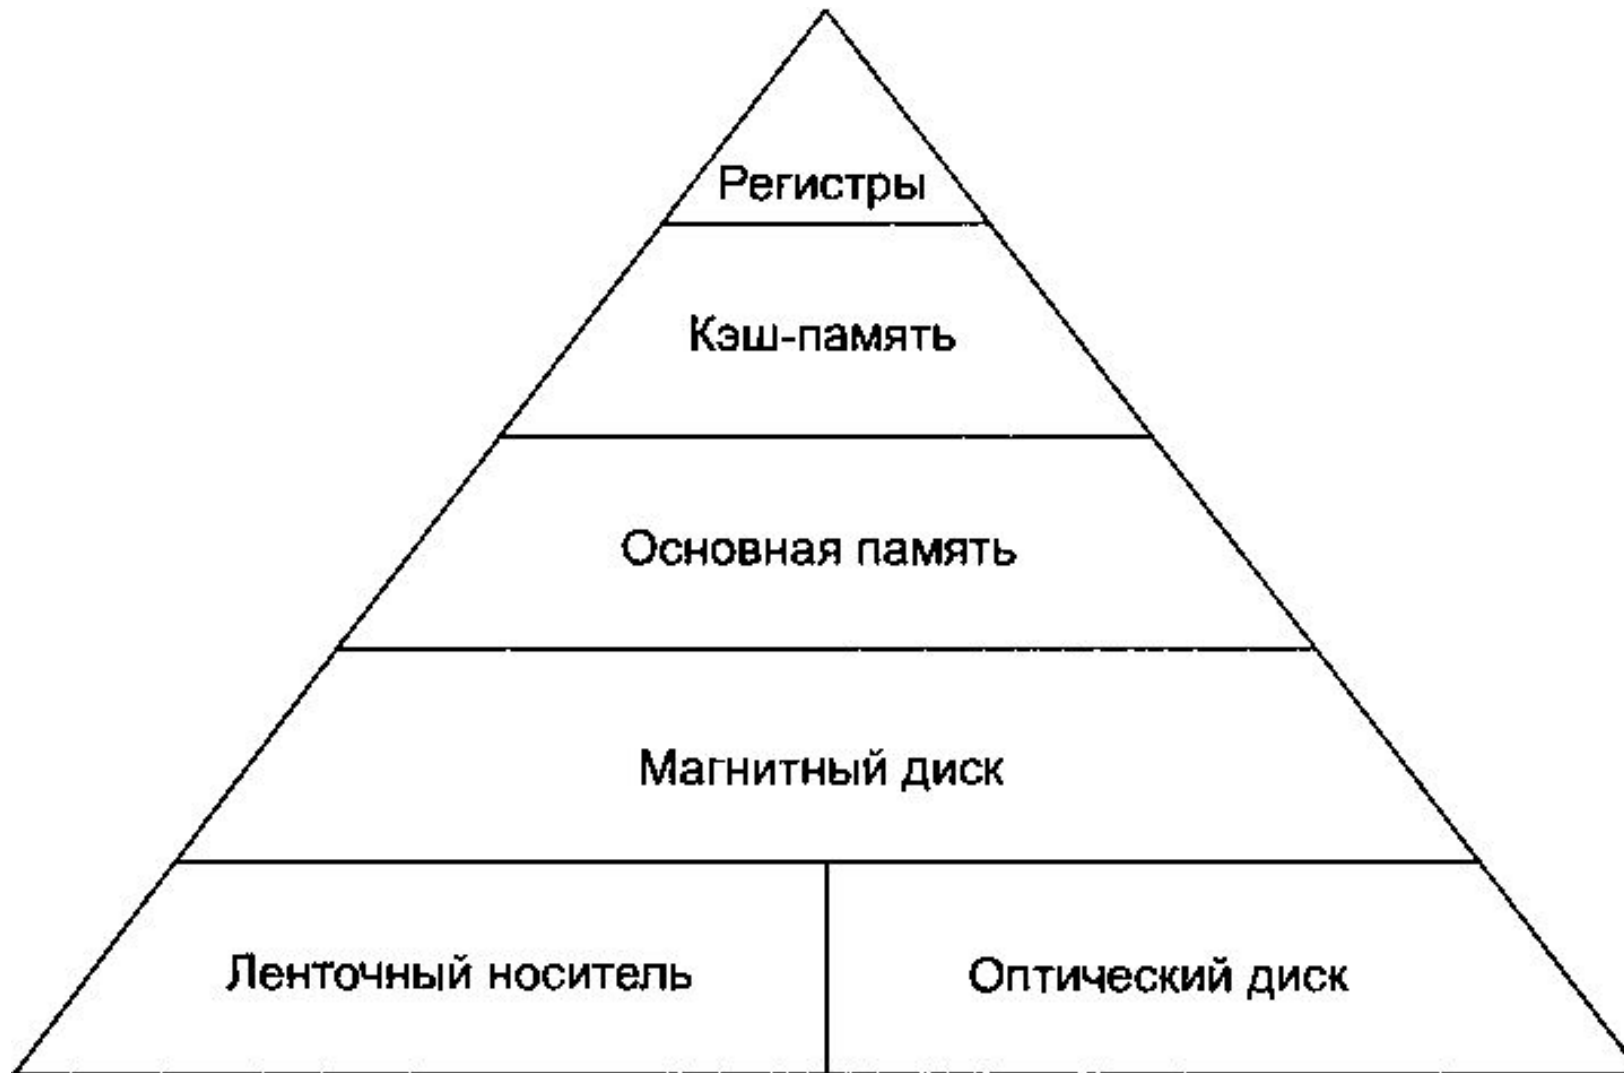 Регистры
Кэш-память
Основная память
Магнитный диск
Ленточный носитель
Оптический диск